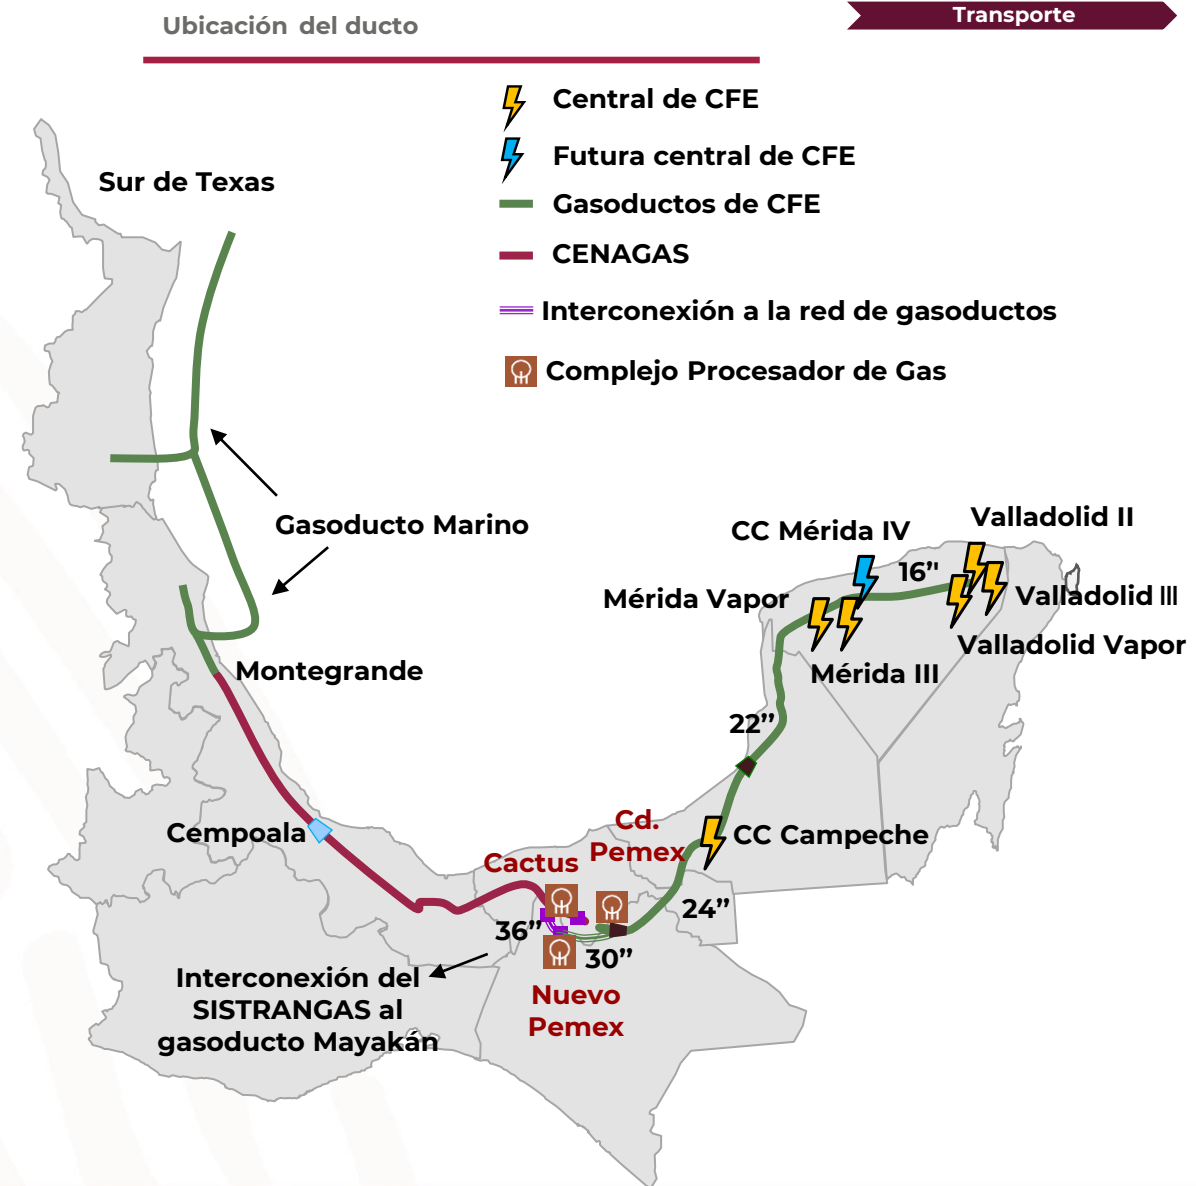 Ubicación del ducto
Transporte
Central de CFE
Futura central de CFE
Gasoductos de CFE
CENAGAS
Interconexión a la red de gasoductos
Complejo Procesador de Gas
Sur de Texas
Gasoducto Marino
Montegrande
Cempoala
CC Mérida IV
Valladolid II
16”
Mérida Vapor
Valladolid III
Valladolid Vapor
Mérida III
22”
Cd.
Pemex
CC Campeche
Cactus
24”
36”
30”
Interconexión del
SISTRANGAS al
gasoducto Mayakán
Nuevo
Pemex